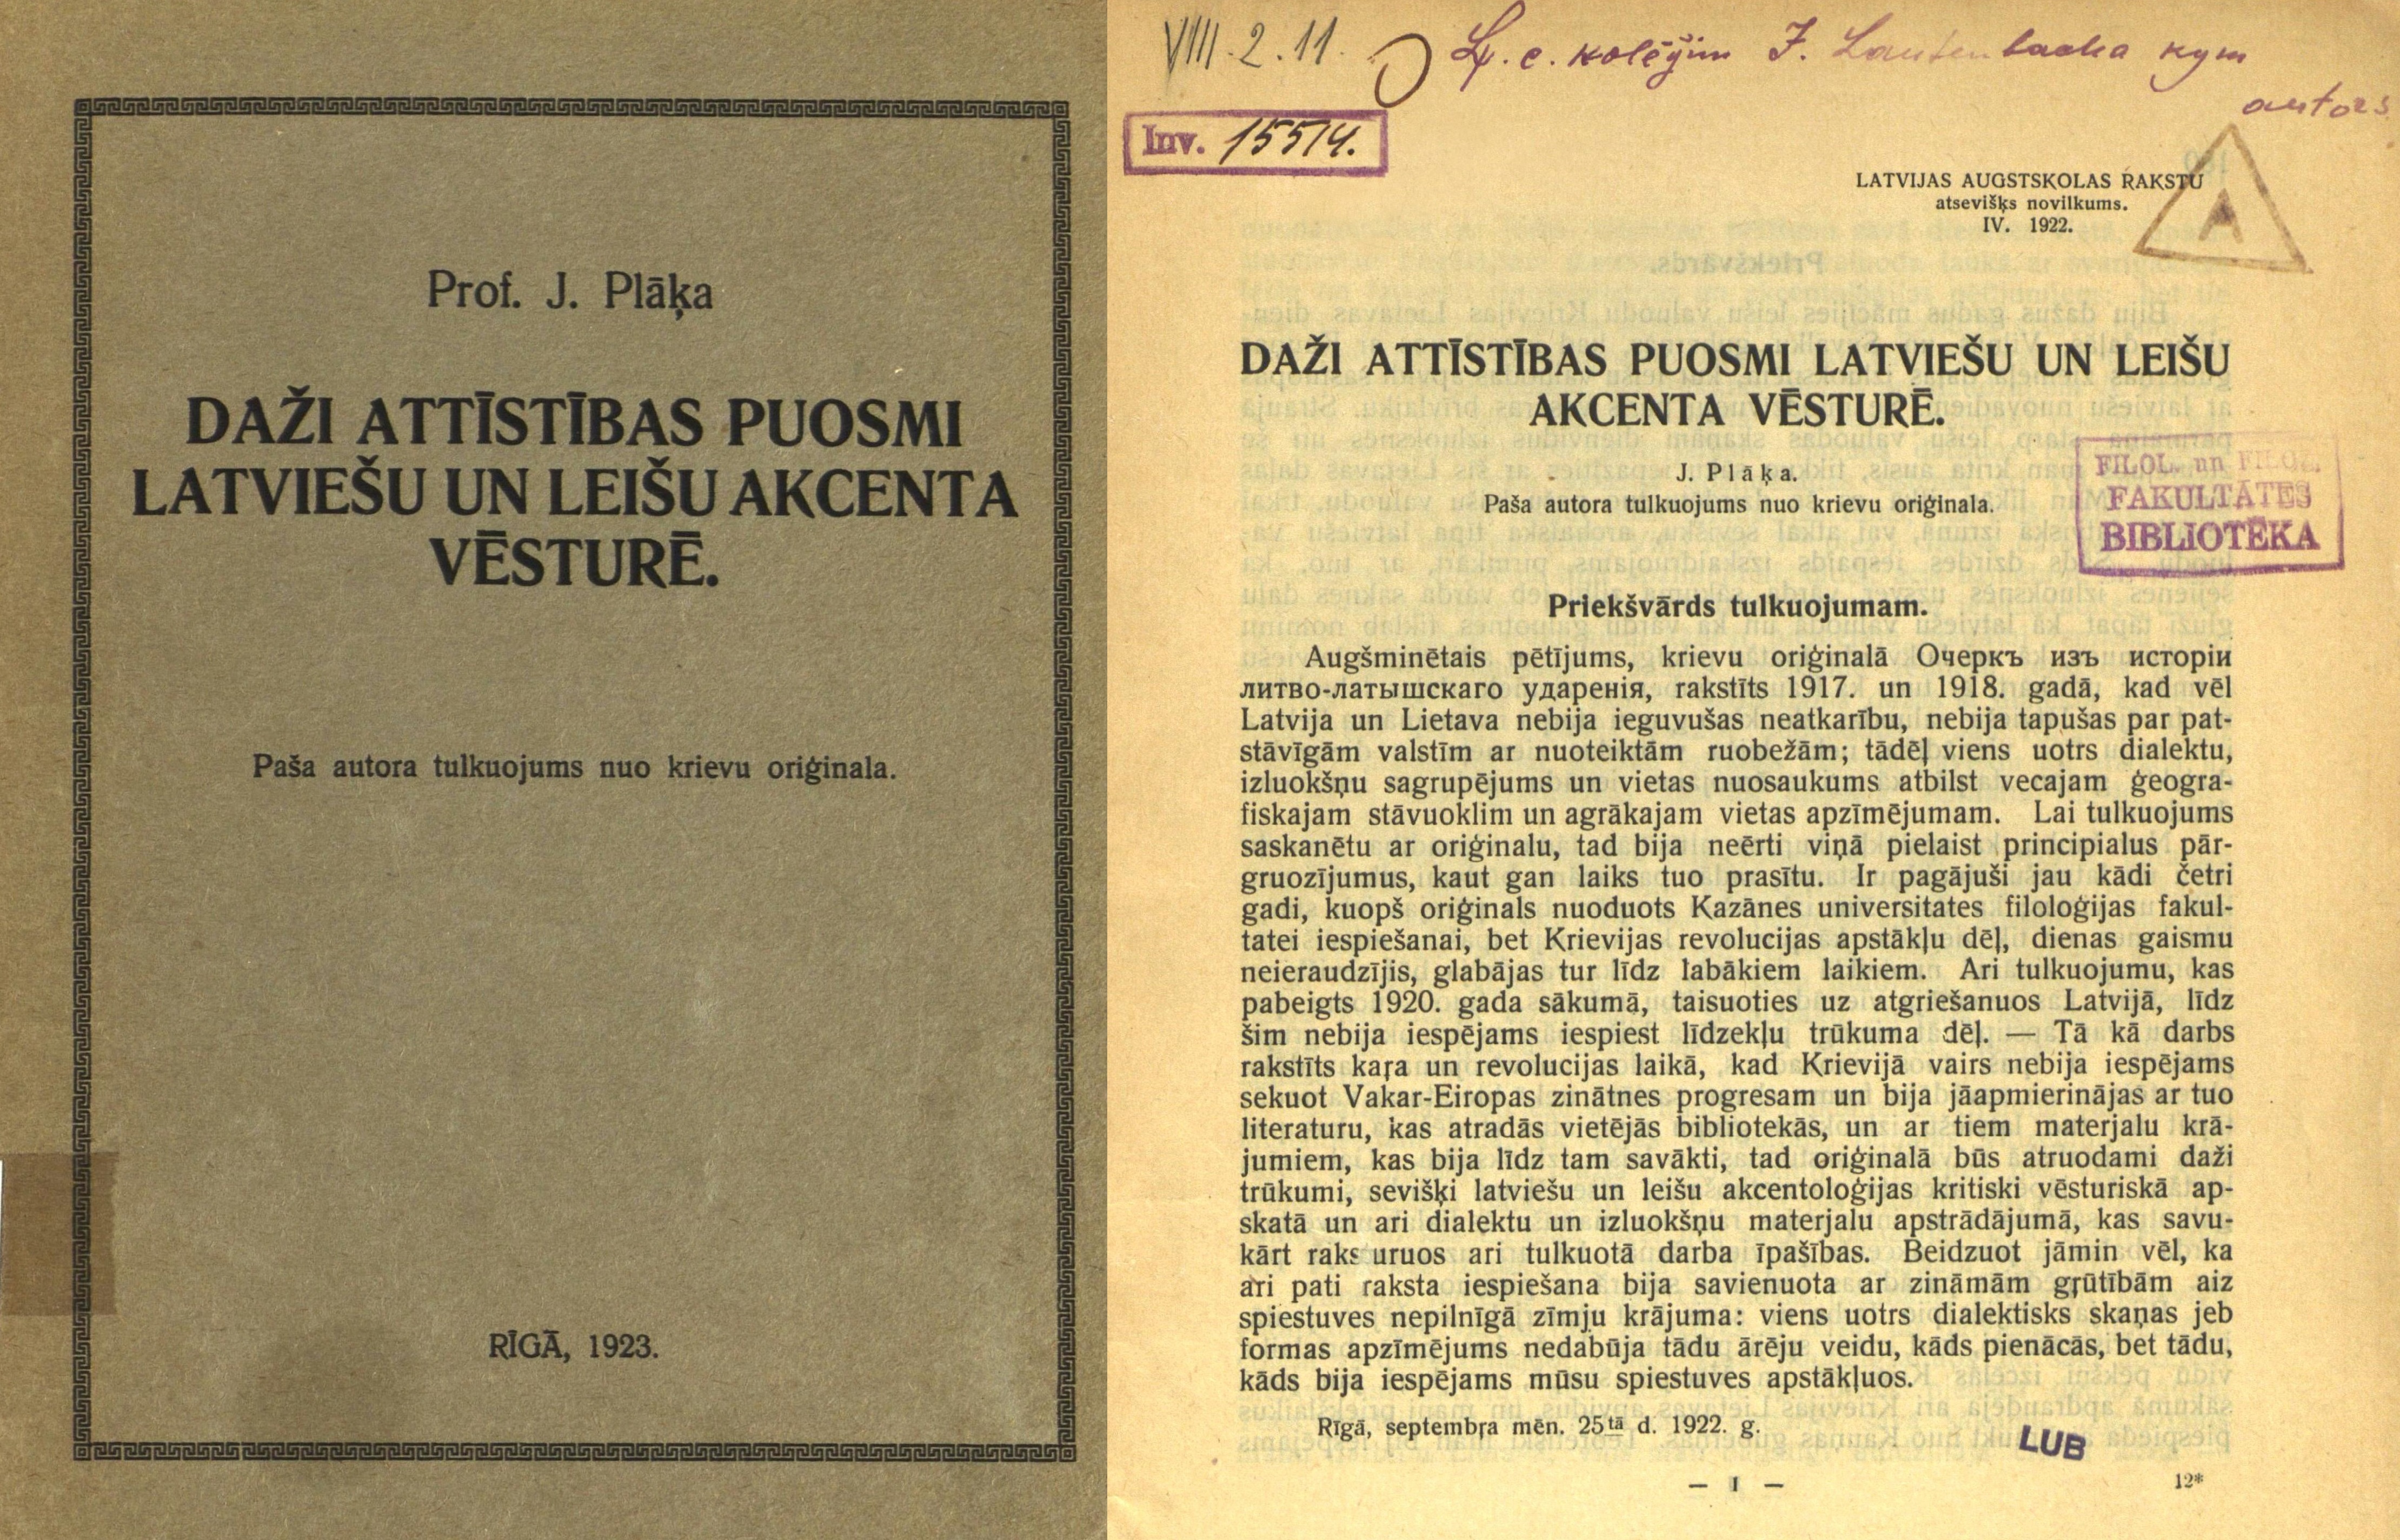 Prof. J. Plāķa
DAŽI ATTĪSTĪBAS PUOSMI
LATVIEŠU UN LEIŠU AKCENTA
VĒSTURĒ.
Paša autora tulkuojums nuo krievu oriģinala.
RĪGĀ, 1923.
VIII. 2. 11.
kolēģim J. Lautenbacha kgm
autors
Inv. 15514.
LATVIJAS AUGSTSKOLAS RAKSTU
atsevišķs novilkums.
IV. 1922.
A
DAŽI ATTĪSTĪBAS PUOSMI LATVIEŠU UN LEIŠU
AKCENTA VĒSTURĒ.
J. Plāķa.
Paša autora tulkuojums nuo krievu oriģinala.
FILOL. un FILOZ.
FAKULTĀTES
BIBLIOTĒKA
Priekšvārds tulkuojumam.
Augšminētais pētījums, krievu oriģinalā Очеркъ изъ исторіи
литво-латышскаго ударенія, rakstīts 1917. un 1918. gadā, kad vēl
Latvija un Lietava nebija ieguvušas neatkarību, nebija tapušas par pat-
stāvīgām valstīm ar nuoteiktām ruobežām; tādēļ viens uotrs dialektu,
izluokšņu sagrupējums un vietas nuosaukums atbilst vecajam ģeogra-
fiskajam stāvuoklim un agrākajam vietas apzīmējumam. Lai tulkuojums
saskanētu ar oriģinalu, tad bija neērti viņā pielaist principialus pār-
gruozījumus, kaut gan laiks tuo prasītu. Ir pagājuši jau kādi četri
gadi, kuopš oriģinals nuoduots Kazānes universitates filoloģijas fakul-
tatei iespiešanai, bet Krievijas revolucijas apstākļu dēļ, dienas gaismu
neieraudzījis, glabājas tur līdz labākiem laikiem. Ari tulkuojumu, kas
pabeigts 1920. gada sākumā, taisuoties uz atgriešanuos Latvijā, līdz
šim nebija iespējams iespiest līdzekļu trūkuma dēļ. — Tā kā darbs
rakstīts kaŗa un revolucijas laikā, kad Krievijā vairs nebija iespējams
sekuot Vakar-Eiropas zinātnes progresam un bija jāapmierinājas ar tuo
literaturu, kas atradās vietējās bibliotekās, un ar tiem materjalu krā-
jumiem, kas bija līdz tam savākti, tad oriģinalā būs atruodami daži
trūkumi, sevišķi latviešu un leišu akcentoloģijas kritiski vēsturiskā ap-
skatā un ari dialektu un izluokšņu materjalu apstrādājumā, kas savu-
kārt raks uruos ari tulkuotā darba īpašības. Beidzuot jāmin vēl, ka
ari pati raksta iespiešana bija savienuota ar zināmām gŗūtībām aiz
spiestuves nepilnīgā zīmju krājuma: viens uotrs dialektisks skaņas jeb
formas apzīmējums nedabūja tādu ārēju veidu, kāds pienācās, bet tādu,
kāds bija iespējams mūsu spiestuves apstākļuos.
Rīgā, septembŗa mēn. 25tā d. 1922. g.
LUB
— I —
12*